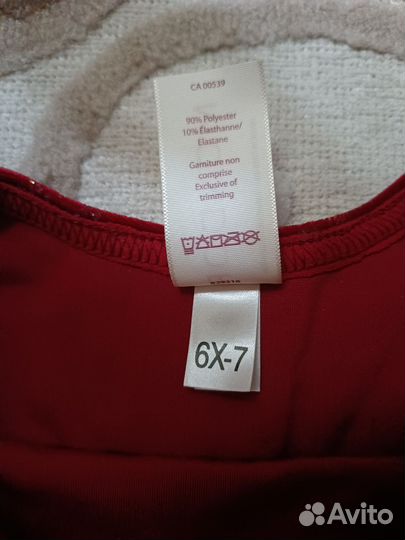 CA 00539
90% Polyester
10% Élasthanne/
Elastane
Garniture non
comprise
Exclusive of
trimming
6X-7
Avito